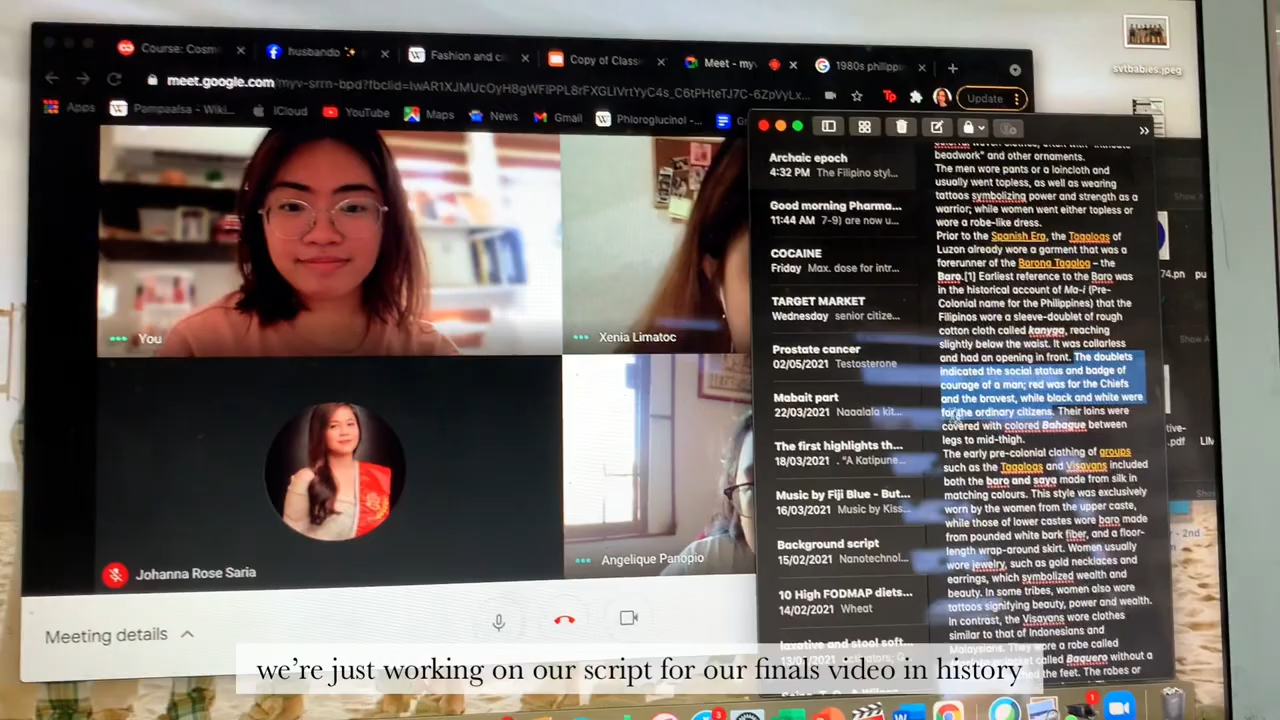 Course: Cosm
husbando ✨
Fashion and cl
Copy of Class
Meet - my
1980s philipp
meet.google.com/myv-srrn-bpd?fbclid=IwAR1XJMUcOyH8gWFlPPL8rFXGLIVrtYyC4s_C6tPHteTJ7C-6ZpVyLx...
Update
Apps
Pampaalsa - Wiki...
iCloud
YouTube
Maps
News
Gmail
Phloroglucinol -...
svtbabies.jpeg
You
Xenia Limatoc
Johanna Rose Saria
Angelique Panopio
Meeting details
Archaic epoch
4:32 PM The Filipino styl...
Good morning Pharma...
11:44 AM 7-9) are now u...
COCAINE
Friday Max. dose for intr...
TARGET MARKET
Wednesday senior citize...
Prostate cancer
02/05/2021 Testosterone
Mabait part
22/03/2021 Naaalala kit...
The first highlights th...
18/03/2021 . "A Katipune...
Music by Fiji Blue - But...
16/03/2021 Music by Kiss...
Background script
15/02/2021 Nanotechnol...
10 High FODMAP diets...
14/02/2021 Wheat
laxative and stool soft...
beadwork" and other ornaments.
The men wore pants or a loincloth and
usually went topless, as well as wearing
tattoos symbolizing power and strength as a
warrior; while women went either topless or
wore a robe-like dress.
Prior to the Spanish Era, the Tagalogs of
Luzon already wore a garment that was a
forerunner of the Barong Tagalog – the
Baro.[1] Earliest reference to the Baro was
in the historical account of Ma-i (Pre-
Colonial name for the Philippines) that the
Filipinos wore a sleeve-doublet of rough
cotton cloth called kanyga, reaching
slightly below the waist. It was collarless
and had an opening in front. The doublets
indicated the social status and badge of
courage of a man; red was for the Chiefs
and the bravest, while black and white were
for the ordinary citizens. Their loins were
covered with colored Bahague between
legs to mid-thigh.
The early pre-colonial clothing of groups
such as the Tagalogs and Visayans included
both the baro and saya made from silk in
matching colours. This style was exclusively
worn by the women from the upper caste,
while those of lower castes wore baro made
from pounded white bark fiber, and a floor-
length wrap-around skirt. Women usually
wore jewelry, such as gold necklaces and
earrings, which symbolized wealth and
beauty. In some tribes, women also wore
tattoos signifying beauty, power and wealth.
In contrast, the Visayans wore clothes
similar to that of Indonesians and
Malaysians. They wore a robe called
called Baquero without a
the feet. The robes or
we're just working on our script for our finals video in history